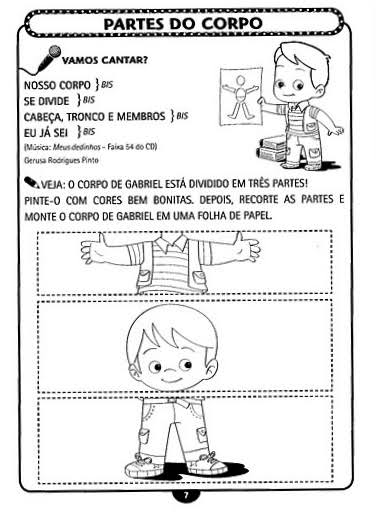 PARTES DO CORPO
VAMOS CANTAR?
NOSSO CORPO } BIS
SE DIVIDE } BIS
CABEÇA, TRONCO E MEMBROS } BIS
EU JÁ SEI } BIS
(Música: Meus dedinhos – Faixa 54 do CD)
Gerusa Rodrigues Pinto
VEJA: O CORPO DE GABRIEL ESTÁ DIVIDIDO EM TRÊS PARTES!
PINTE-O COM CORES BEM BONITAS. DEPOIS, RECORTE AS PARTES E
MONTE O CORPO DE GABRIEL EM UMA FOLHA DE PAPEL.
7